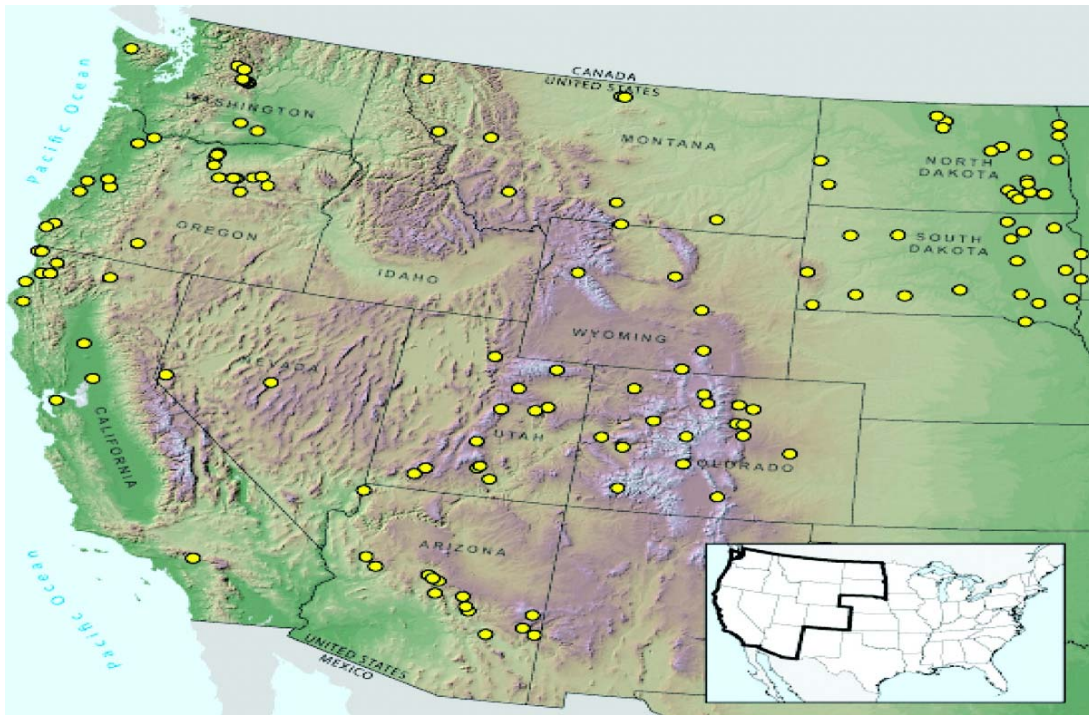 CANADA
UNITED STATES
Pacific Ocean
WASHINGTON
MONTANA
NORTH
DAKOTA
OREGON
SOUTH
DAKOTA
IDAHO
WYOMING
NEVADA
CALIFORNIA
UTAH
COLORADO
ARIZONA
Pacific Ocean
UNITED STATES
MEXICO